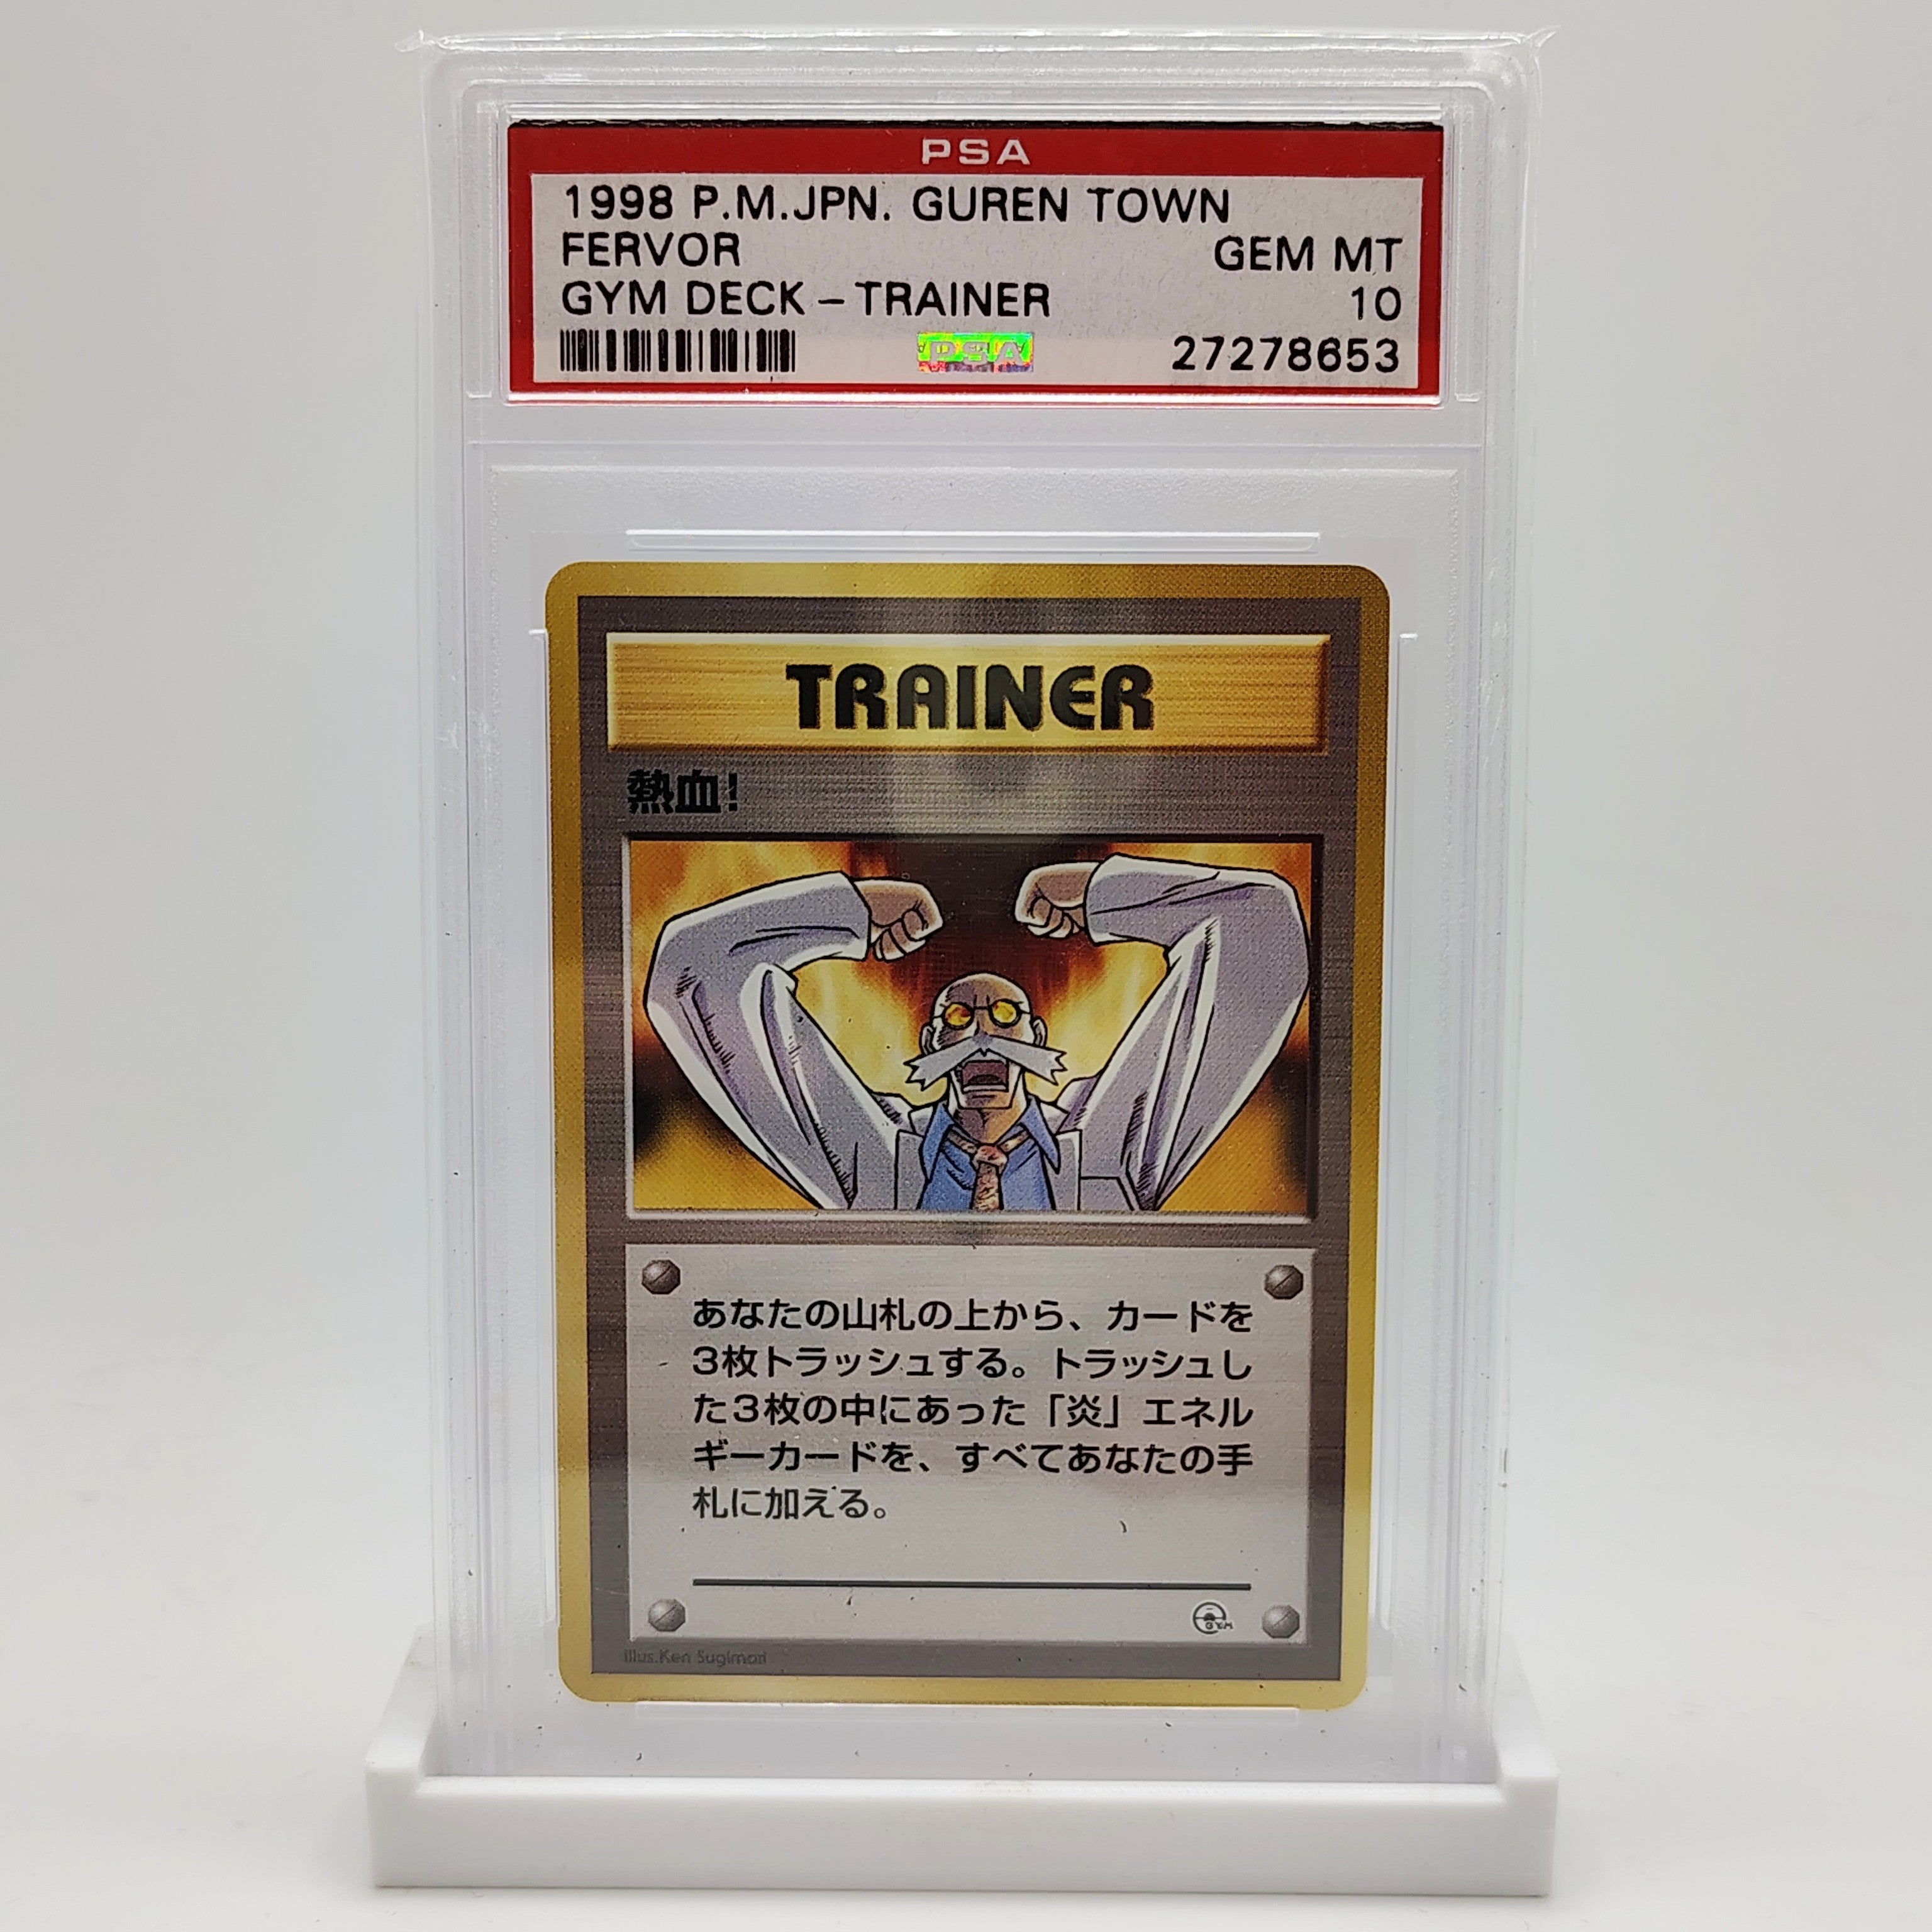 PSA
1998 P.M.JPN. GUREN TOWN
FERVOR GEM MT
GYM DECK - TRAINER 10
PSA 27278653
TRAINER
熱血!
あなたの山札の上から、カードを
3枚トラッシュする。トラッシュし
た3枚の中にあった「炎」エネル
ギーカードを、すべてあなたの手
札に加える。
GYM
illus.Ken Sugimori